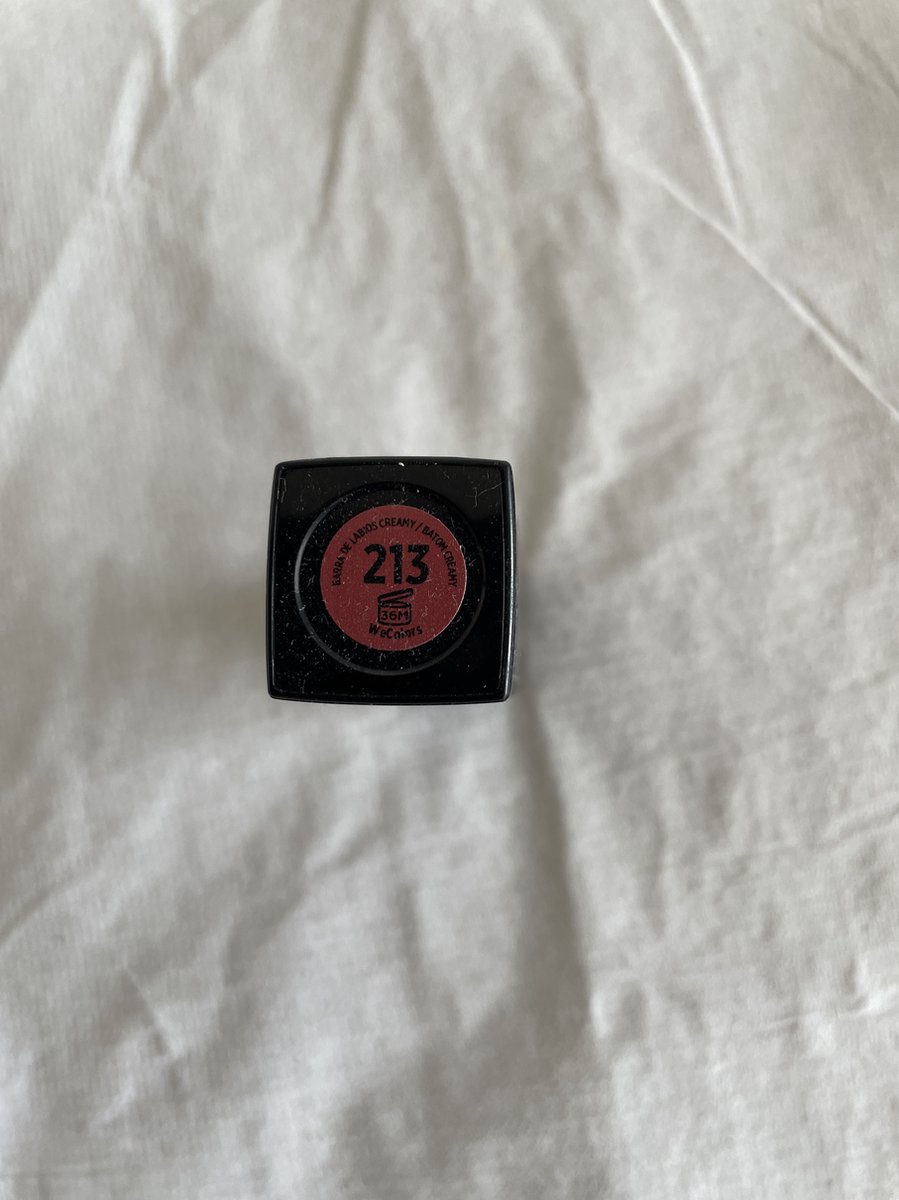 BARRA DE LABIOS CREAMY / BATOM CREAMY
213
36M
WeColors